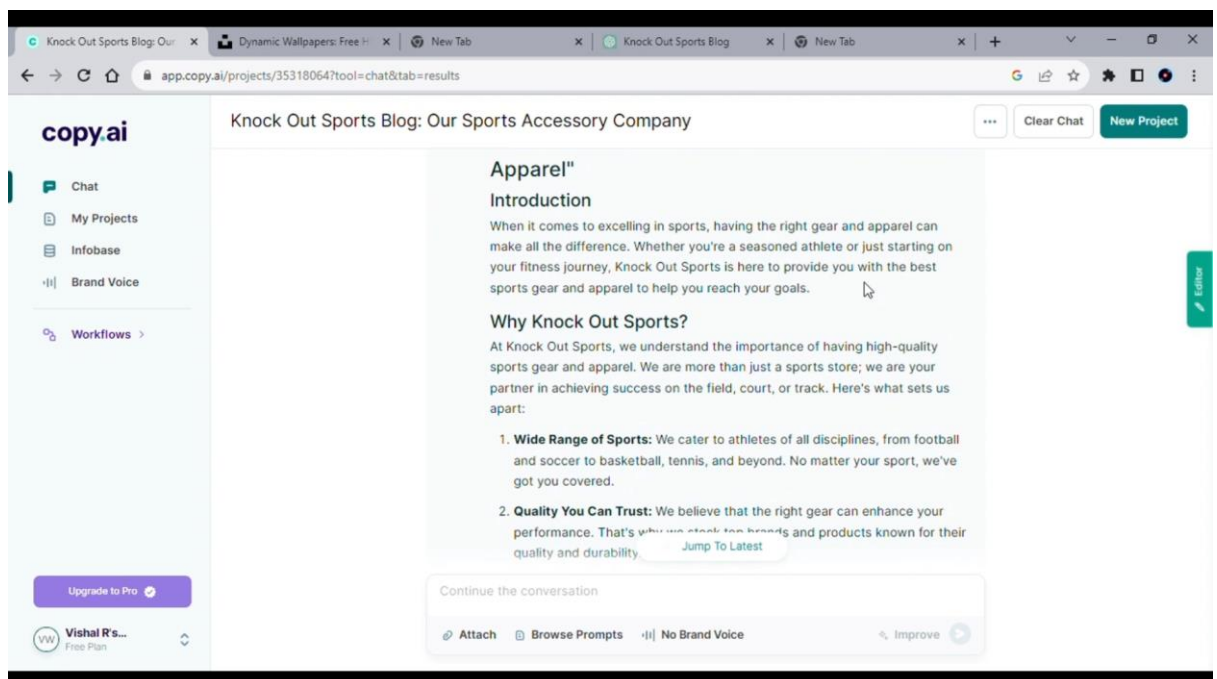 Knock Out Sports Blog: Our
Dynamic Wallpapers: Free H
New Tab
Knock Out Sports Blog
New Tab
app.copy.ai/projects/35318064?tool=chat&tab=results
copy.ai
Knock Out Sports Blog: Our Sports Accessory Company
Clear Chat
New Project
Chat
My Projects
Infobase
Brand Voice
Workflows
Apparel"
Introduction
When it comes to excelling in sports, having the right gear and apparel can
make all the difference. Whether you're a seasoned athlete or just starting on
your fitness journey, Knock Out Sports is here to provide you with the best
sports gear and apparel to help you reach your goals.
Why Knock Out Sports?
At Knock Out Sports, we understand the importance of having high-quality
sports gear and apparel. We are more than just a sports store; we are your
partner in achieving success on the field, court, or track. Here's what sets us
apart:
1. Wide Range of Sports: We cater to athletes of all disciplines, from football
and soccer to basketball, tennis, and beyond. No matter your sport, we've
got you covered.
2. Quality You Can Trust: We believe that the right gear can enhance your
performance. That's why we stock top brands and products known for their
quality and durability
Jump To Latest
Editor
Continue the conversation
Attach
Browse Prompts
No Brand Voice
Improve
Upgrade to Pro
VW
Vishal R's...
Free Plan